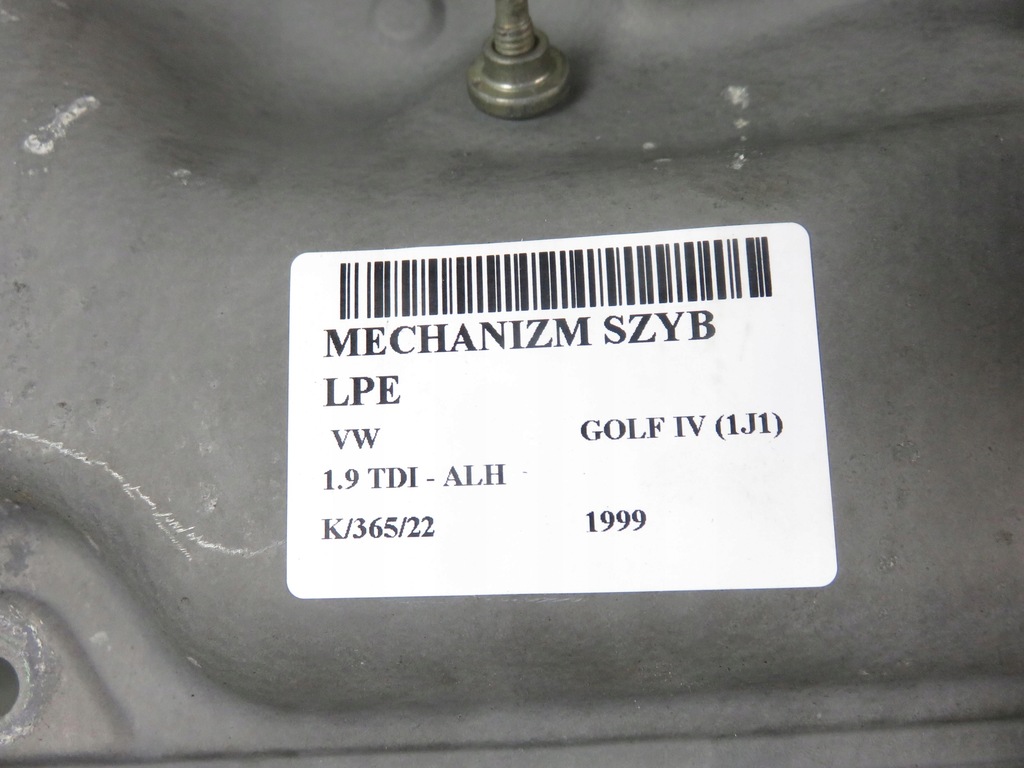 MECHANIZM SZYB
LPE
VW GOLF IV (1J1)
1.9 TDI - ALH
K/365/22 1999